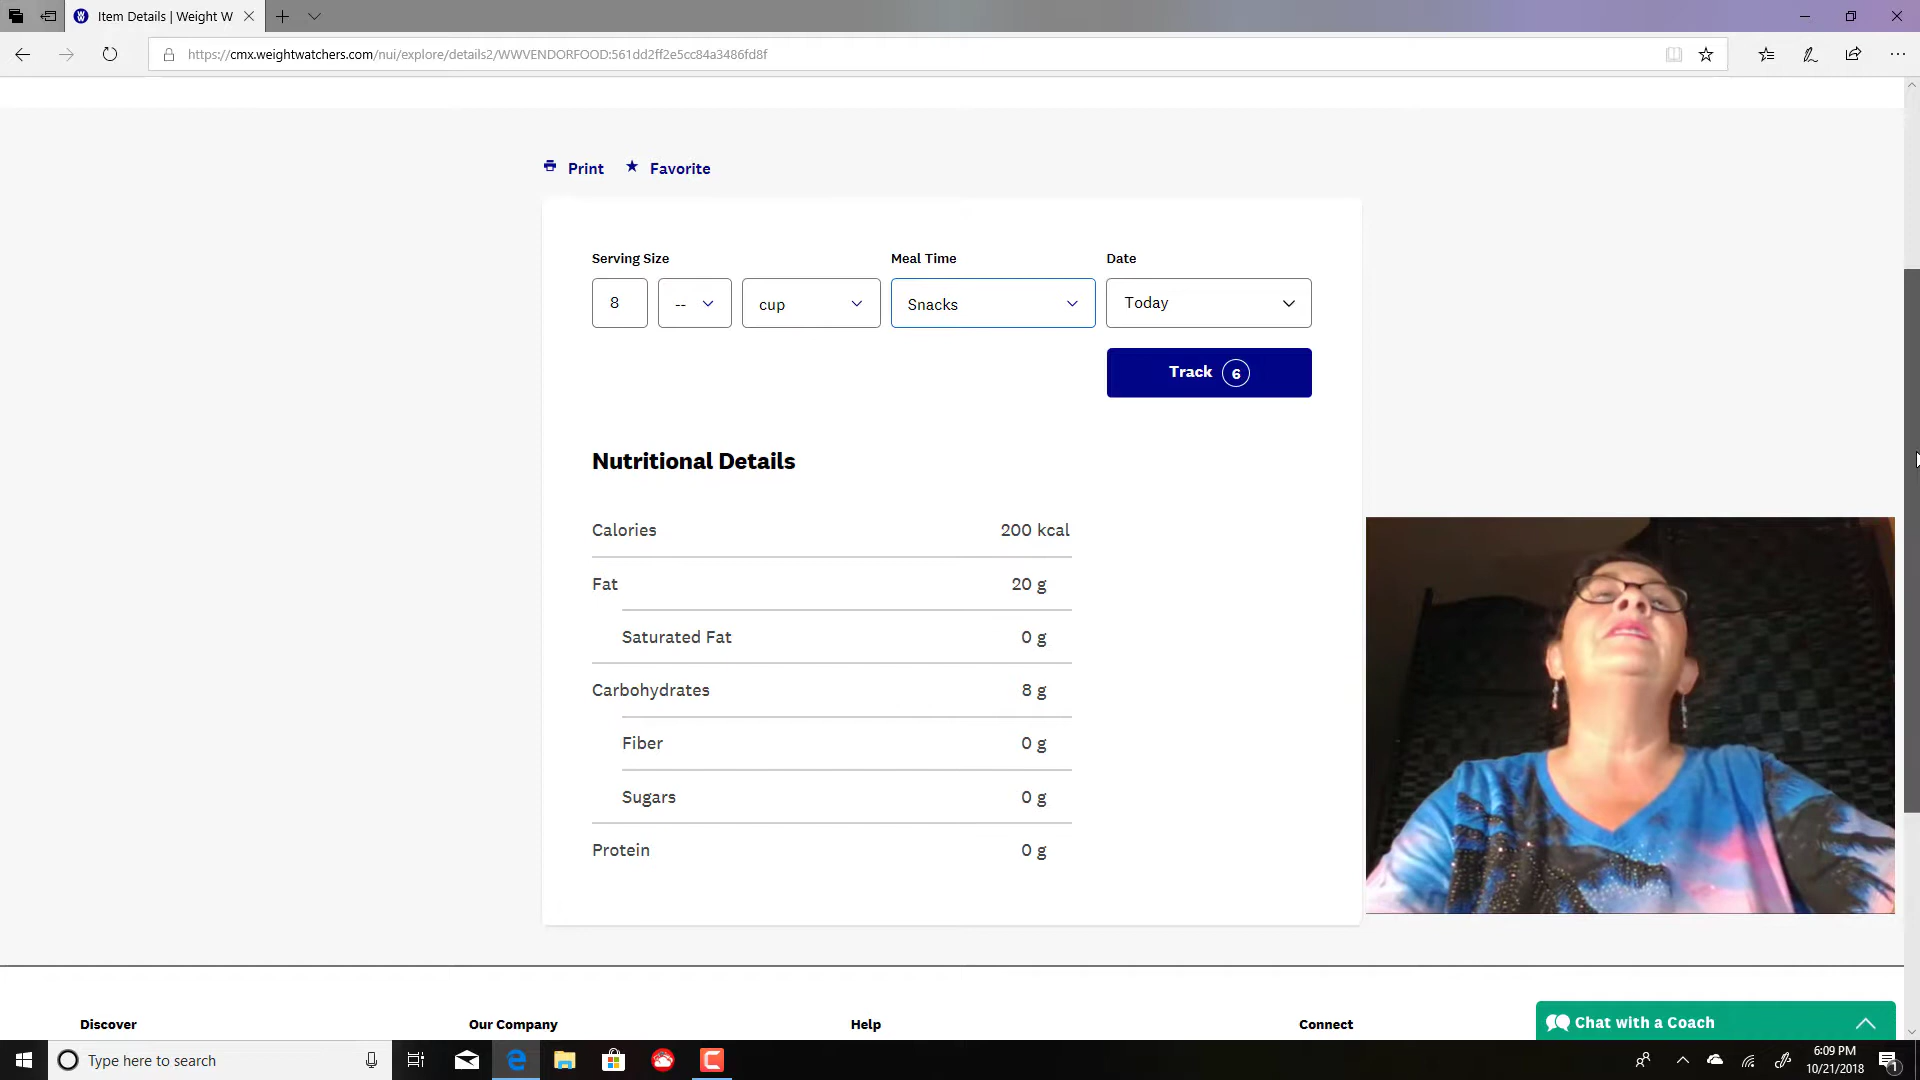 Item Details | Weight W
https://cmx.weightwatchers.com/nui/explore/details2/WWVENDORFOOD:561dd2ff2e5cc84a3486fd8f
Print Favorite
Serving Size Meal Time Date
8 -- cup Snacks Today
Track 6
Nutritional Details
Calories 200 kcal
Fat 20 g
Saturated Fat 0 g
Carbohydrates 8 g
Fiber 0 g
Sugars 0 g
Protein 0 g
Discover Our Company Help Connect
Chat with a Coach
Type here to search
6:09 PM
10/21/2018
1